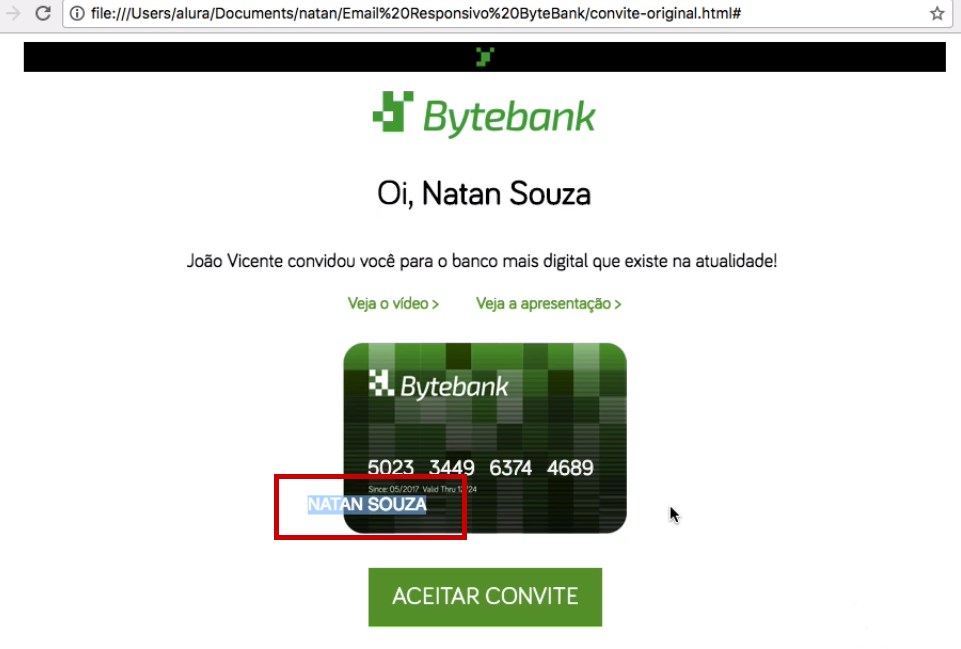 file:///Users/alura/Documents/natan/Email%20Responsivo%20ByteBank/convite-original.html#
Bytebank
Oi, Natan Souza
João Vicente convidou você para o banco mais digital que existe na atualidade!
Veja o vídeo > Veja a apresentação >
Bytebank
5023 3449 6374 4689
Since: 05/2017 Valid Thru 12/24
NATAN SOUZA
ACEITAR CONVITE